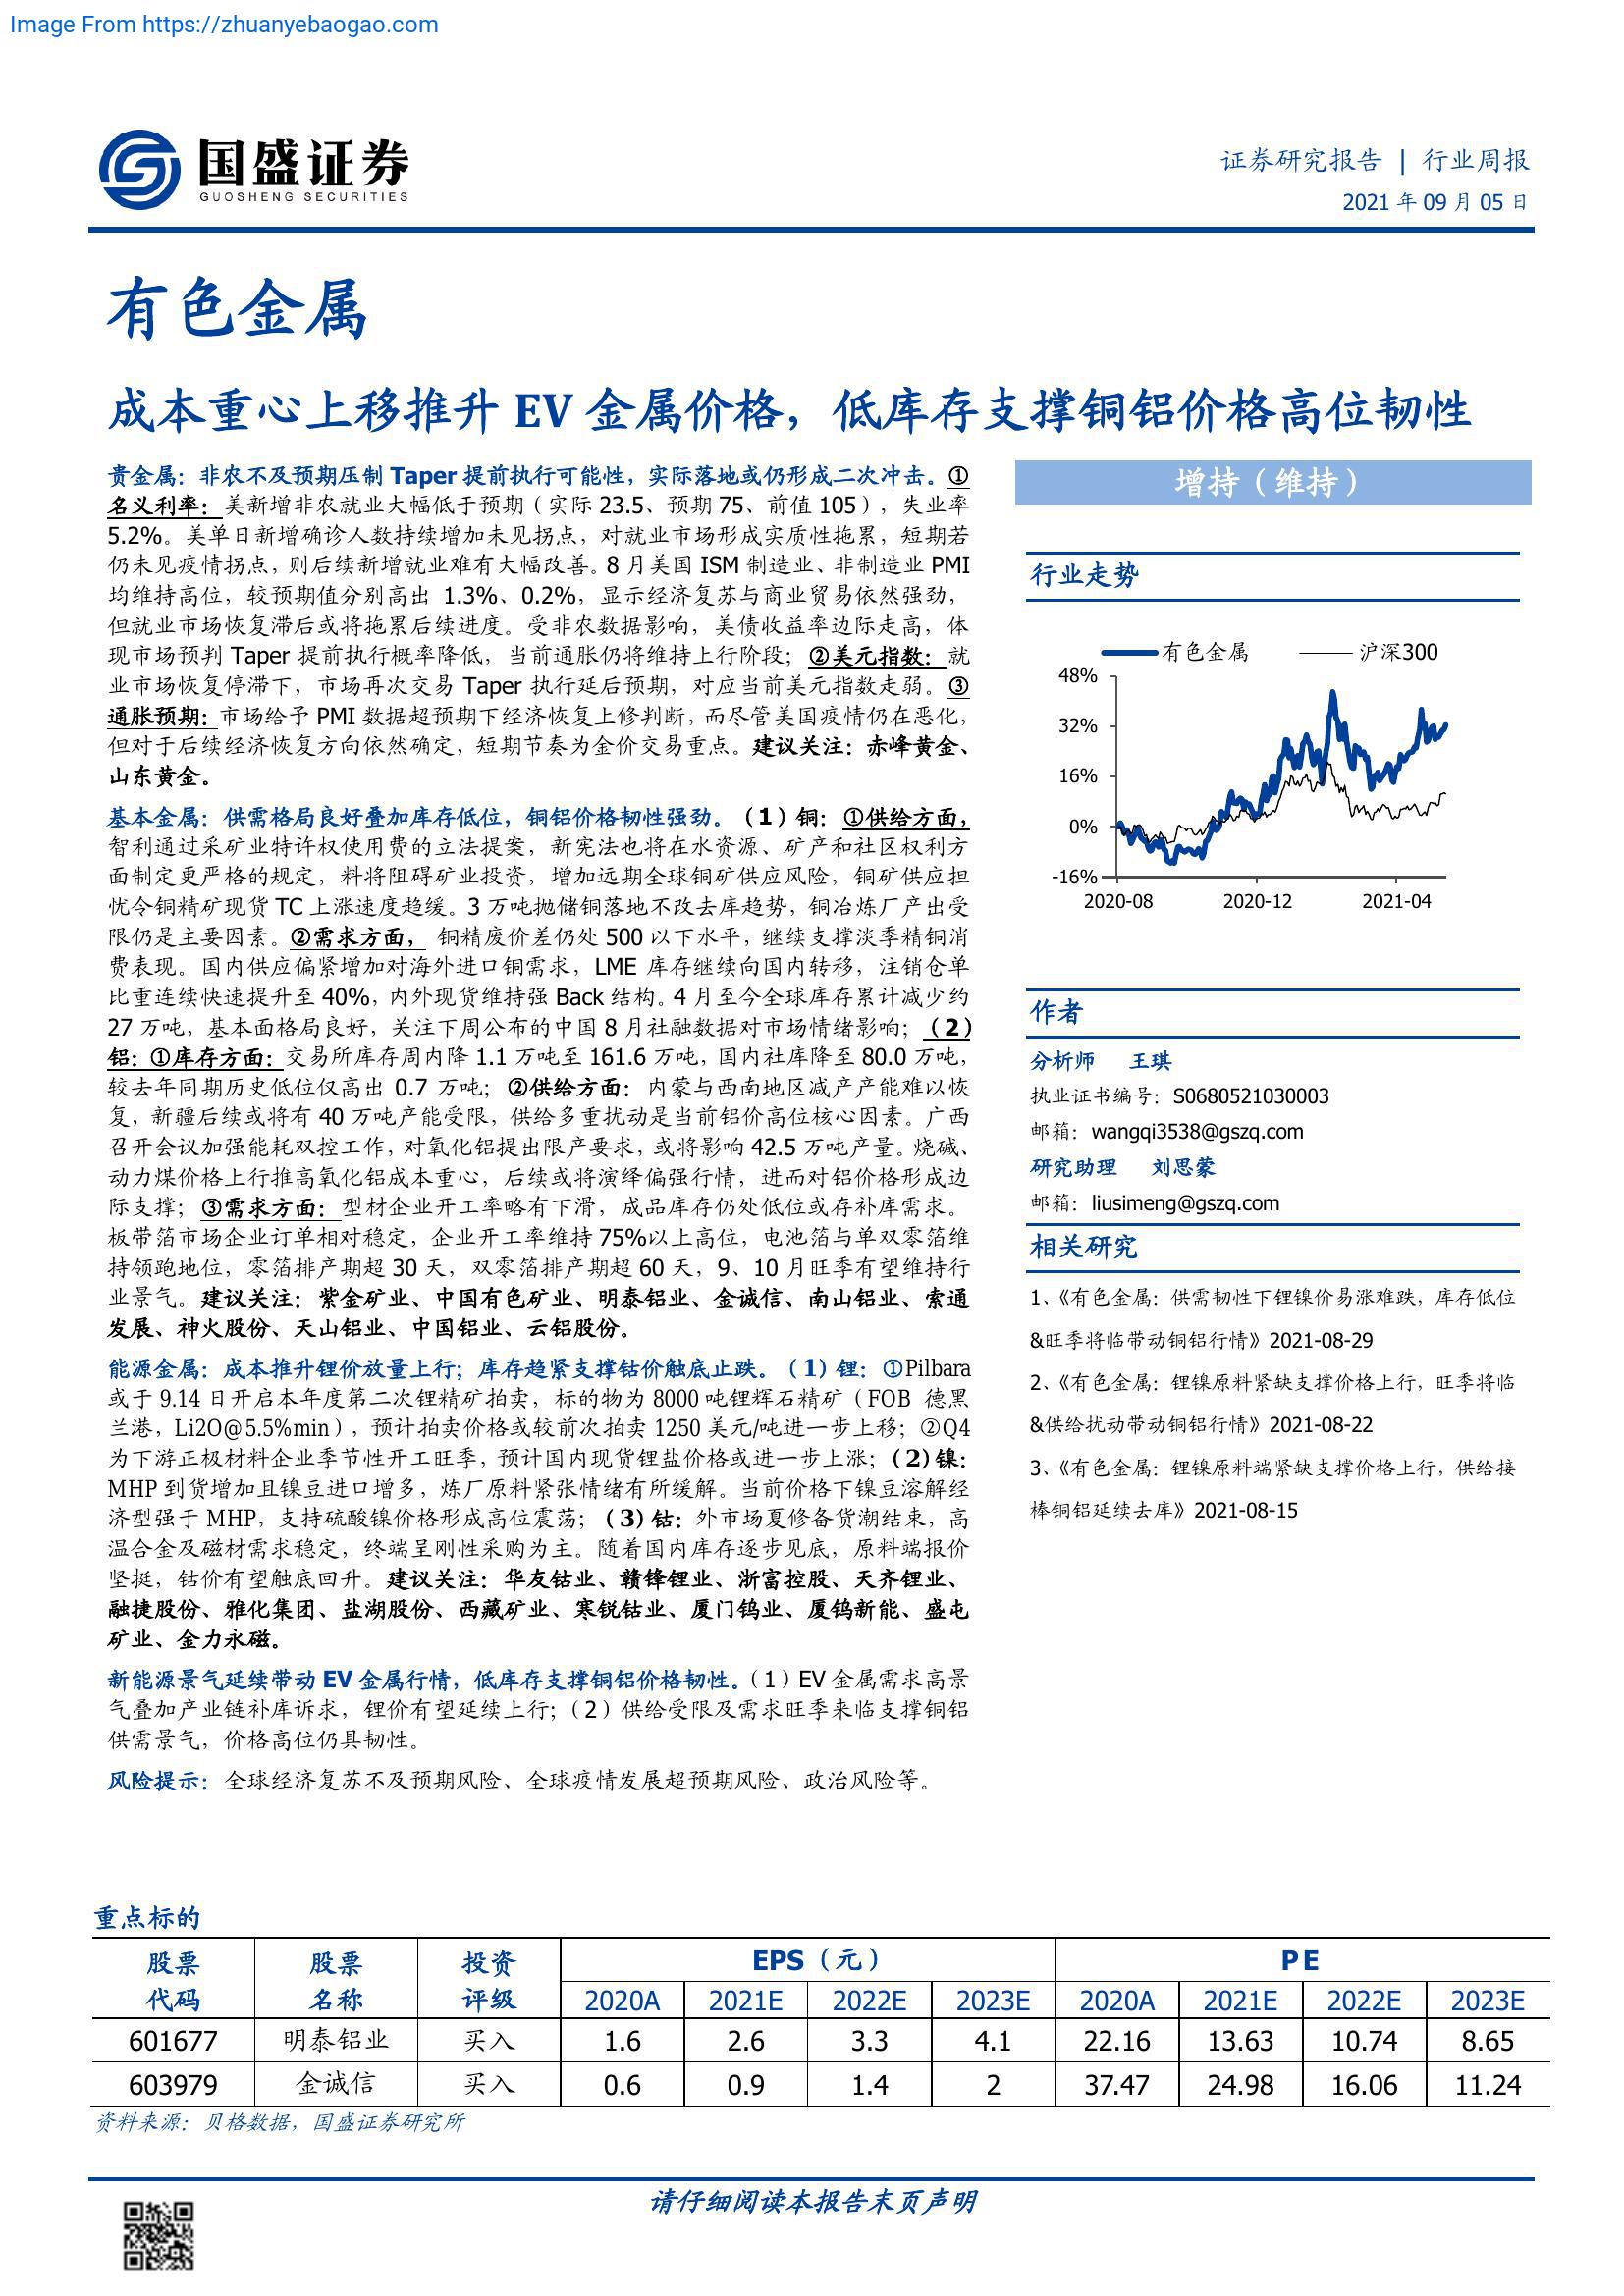 Image From https://zhuanyebaogao.com
国盛证券
GUOSHENG SECURITIES
证券研究报告 | 行业周报
2021 年 09 月 05 日
有色金属
成本重心上移推升 EV 金属价格，低库存支撑铜铝价格高位韧性
贵金属：非农不及预期压制 Taper 提前执行可能性，实际落地或仍形成二次冲击。①
名义利率：美新增非农就业大幅低于预期（实际 23.5、预期 75、前值 105），失业率
5.2%。美单日新增确诊人数持续增加未见拐点，对就业市场形成实质性拖累，短期若
仍未见疫情拐点，则后续新增就业难有大幅改善。8 月美国 ISM 制造业、非制造业 PMI
均维持高位，较预期值分别高出 1.3%、0.2%，显示经济复苏与商业贸易依然强劲，
但就业市场恢复滞后或将拖累后续进度。受非农数据影响，美债收益率边际走高，体
现市场预判 Taper 提前执行概率降低，当前通胀仍将维持上行阶段；②美元指数：就
业市场恢复停滞下，市场再次交易 Taper 执行延后预期，对应当前美元指数走弱。③
通胀预期：市场给予 PMI 数据超预期下经济恢复上修判断，而尽管美国疫情仍在恶化，
但对于后续经济恢复方向依然确定，短期节奏为金价交易重点。建议关注：赤峰黄金、
山东黄金。
基本金属：供需格局良好叠加库存低位，铜铝价格韧性强劲。（1）铜：①供给方面，
智利通过采矿业特许权使用费的立法提案，新宪法也将在水资源、矿产和社区权利方
面制定更严格的规定，料将阻碍矿业投资，增加远期全球铜矿供应风险，铜矿供应担
忧令铜精矿现货 TC 上涨速度趋缓。3 万吨抛储铜落地不改去库趋势，铜冶炼厂产出受
限仍是主要因素。②需求方面， 铜精废价差仍处 500 以下水平，继续支撑淡季精铜消
费表现。国内供应偏紧增加对海外进口铜需求，LME 库存继续向国内转移，注销仓单
比重连续快速提升至 40%，内外现货维持强 Back 结构。4 月至今全球库存累计减少约
27 万吨，基本面格局良好，关注下周公布的中国 8 月社融数据对市场情绪影响；（2）
铝：①库存方面：交易所库存周内降 1.1 万吨至 161.6 万吨，国内社库降至 80.0 万吨，
较去年同期历史低位仅高出 0.7 万吨；②供给方面：内蒙与西南地区减产产能难以恢
复，新疆后续或将有 40 万吨产能受限，供给多重扰动是当前铝价高位核心因素。广西
召开会议加强能耗双控工作，对氧化铝提出限产要求，或将影响 42.5 万吨产量。烧碱、
动力煤价格上行推高氧化铝成本重心，后续或将演绎偏强行情，进而对铝价格形成边
际支撑；③需求方面：型材企业开工率略有下滑，成品库存仍处低位或存补库需求。
板带箔市场企业订单相对稳定，企业开工率维持 75%以上高位，电池箔与单双零箔维
持领跑地位，零箔排产期超 30 天，双零箔排产期超 60 天，9、10 月旺季有望维持行
业景气。建议关注：紫金矿业、中国有色矿业、明泰铝业、金诚信、南山铝业、索通
发展、神火股份、天山铝业、中国铝业、云铝股份。
能源金属：成本推升锂价放量上行；库存趋紧支撑钴价触底止跌。（1）锂：①Pilbara
或于 9.14 日开启本年度第二次锂精矿拍卖，标的物为 8000 吨锂辉石精矿（FOB 德黑
兰港，Li2O@5.5%min），预计拍卖价格或较前次拍卖 1250 美元/吨进一步上移；②Q4
为下游正极材料企业季节性开工旺季，预计国内现货锂盐价格或进一步上涨；（2）镍：
MHP 到货增加且镍豆进口增多，炼厂原料紧张情绪有所缓解。当前价格下镍豆溶解经
济型强于 MHP，支持硫酸镍价格形成高位震荡；（3）钴：外市场夏修备货潮结束，高
温合金及磁材需求稳定，终端呈刚性采购为主。随着国内库存逐步见底，原料端报价
坚挺，钴价有望触底回升。建议关注：华友钴业、赣锋锂业、浙富控股、天齐锂业、
融捷股份、雅化集团、盐湖股份、西藏矿业、寒锐钴业、厦门钨业、厦钨新能、盛屯
矿业、金力永磁。
新能源景气延续带动 EV 金属行情，低库存支撑铜铝价格韧性。（1）EV 金属需求高景
气叠加产业链补库诉求，锂价有望延续上行;（2）供给受限及需求旺季来临支撑铜铝
供需景气，价格高位仍具韧性。
风险提示：全球经济复苏不及预期风险、全球疫情发展超预期风险、政治风险等。
增持（维持）
行业走势
有色金属 沪深300
48%
32%
16%
0%
-16%
2020-08 2020-12 2021-04
作者
分析师 王琪
执业证书编号：S0680521030003
邮箱：wangqi3538@gszq.com
研究助理 刘思蒙
邮箱：liusimeng@gszq.com
相关研究
1、《有色金属：供需韧性下锂镍价易涨难跌，库存低位
&旺季将临带动铜铝行情》2021-08-29
2、《有色金属：锂镍原料紧缺支撑价格上行，旺季将临
&供给扰动带动铜铝行情》2021-08-22
3、《有色金属：锂镍原料端紧缺支撑价格上行，供给接
棒铜铝延续去库》2021-08-15
重点标的
股票 股票 投资 EPS（元） P E
代码 名称 评级 2020A 2021E 2022E 2023E 2020A 2021E 2022E 2023E
601677 明泰铝业 买入 1.6 2.6 3.3 4.1 22.16 13.63 10.74 8.65
603979 金诚信 买入 0.6 0.9 1.4 2 37.47 24.98 16.06 11.24
资料来源：贝格数据，国盛证券研究所
请仔细阅读本报告末页声明